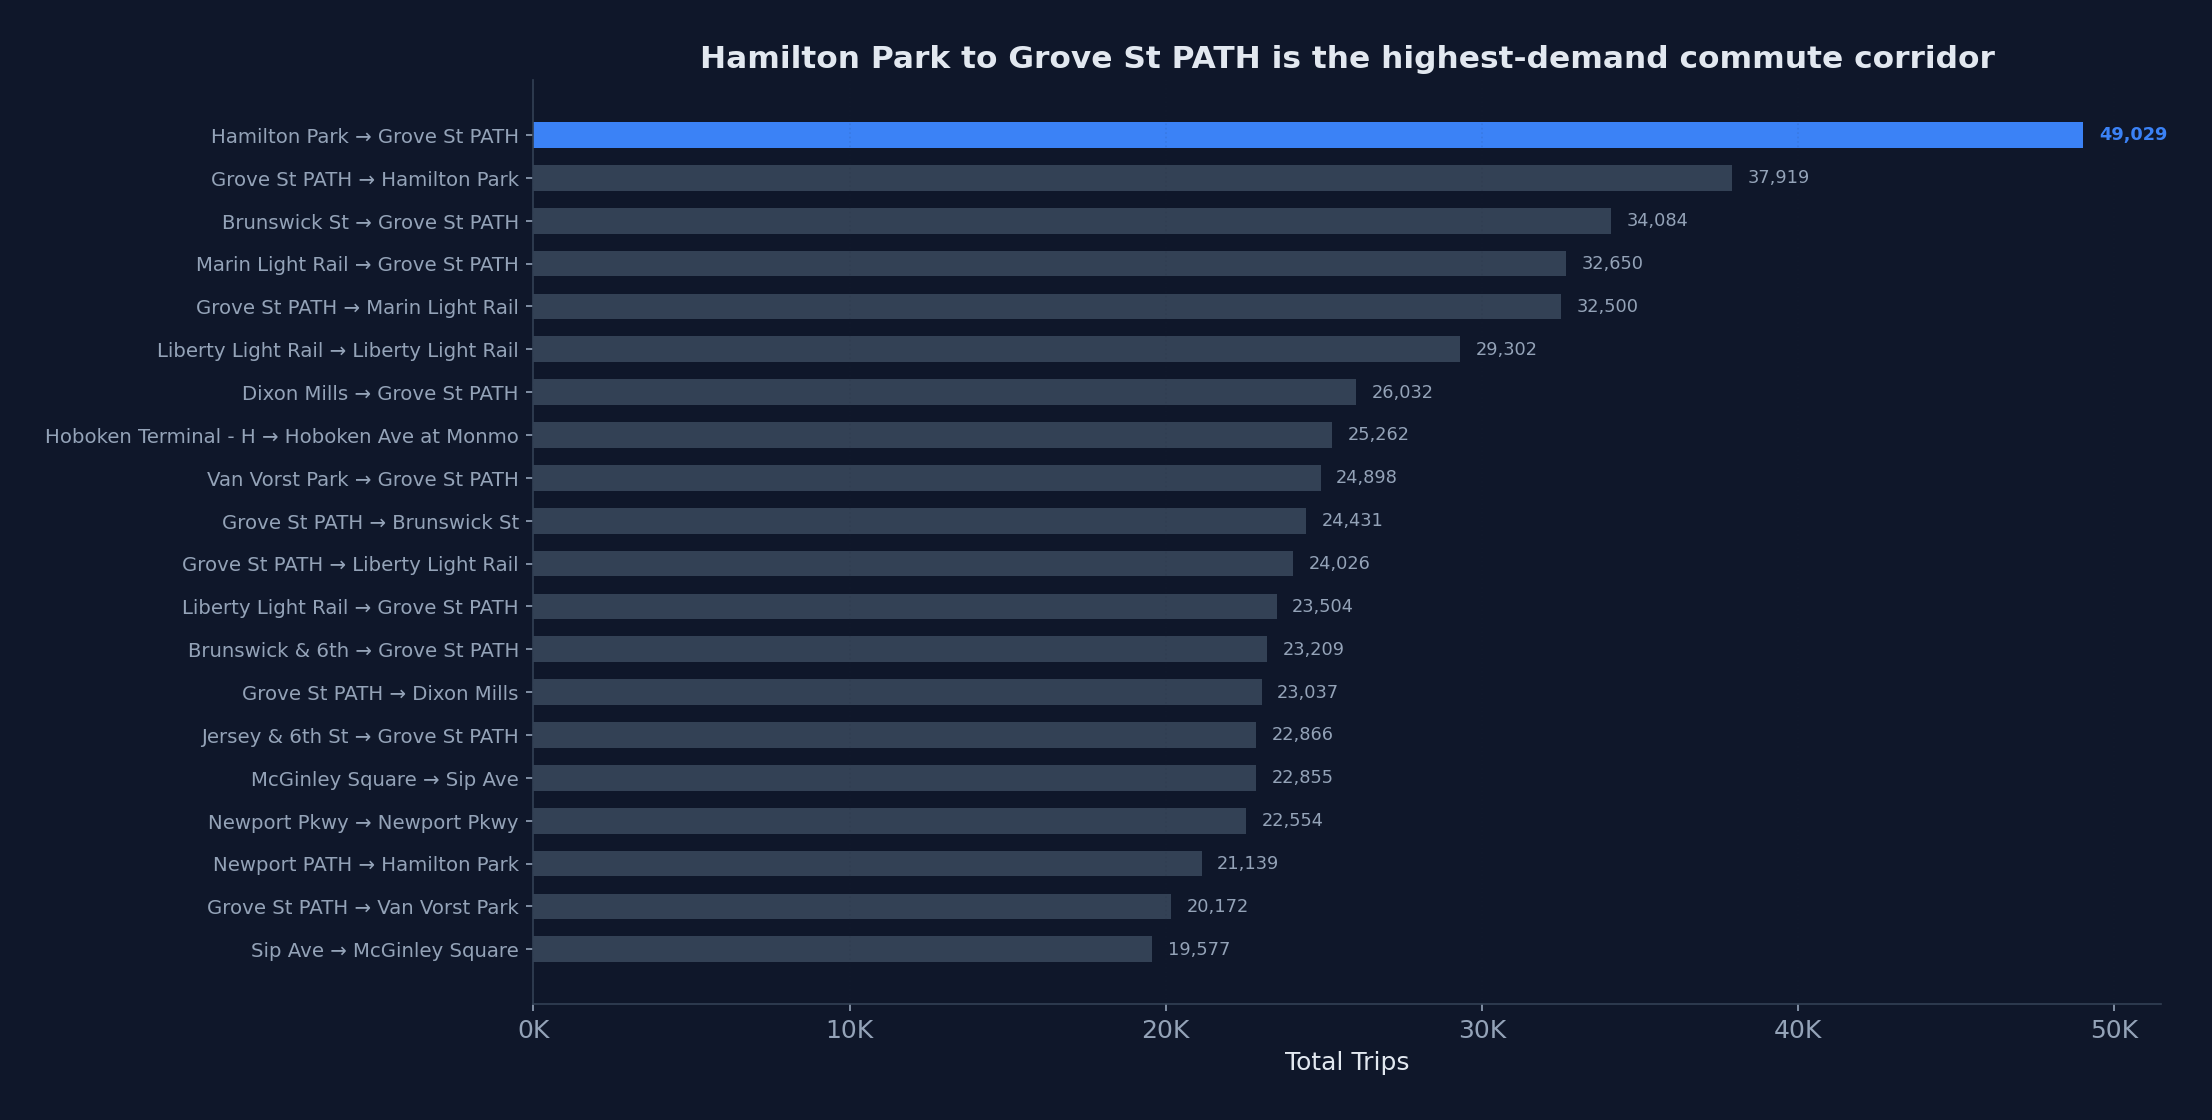 Hamilton Park to Grove St PATH is the highest-demand commute corridor
Hamilton Park → Grove St PATH 49,029
Grove St PATH → Hamilton Park 37,919
Brunswick St → Grove St PATH 34,084
Marin Light Rail → Grove St PATH 32,650
Grove St PATH → Marin Light Rail 32,500
Liberty Light Rail → Liberty Light Rail 29,302
Dixon Mills → Grove St PATH 26,032
Hoboken Terminal - H → Hoboken Ave at Monmo 25,262
Van Vorst Park → Grove St PATH 24,898
Grove St PATH → Brunswick St 24,431
Grove St PATH → Liberty Light Rail 24,026
Liberty Light Rail → Grove St PATH 23,504
Brunswick & 6th → Grove St PATH 23,209
Grove St PATH → Dixon Mills 23,037
Jersey & 6th St → Grove St PATH 22,866
McGinley Square → Sip Ave 22,855
Newport Pkwy → Newport Pkwy 22,554
Newport PATH → Hamilton Park 21,139
Grove St PATH → Van Vorst Park 20,172
Sip Ave → McGinley Square 19,577
0K 10K 20K 30K 40K 50K
Total Trips